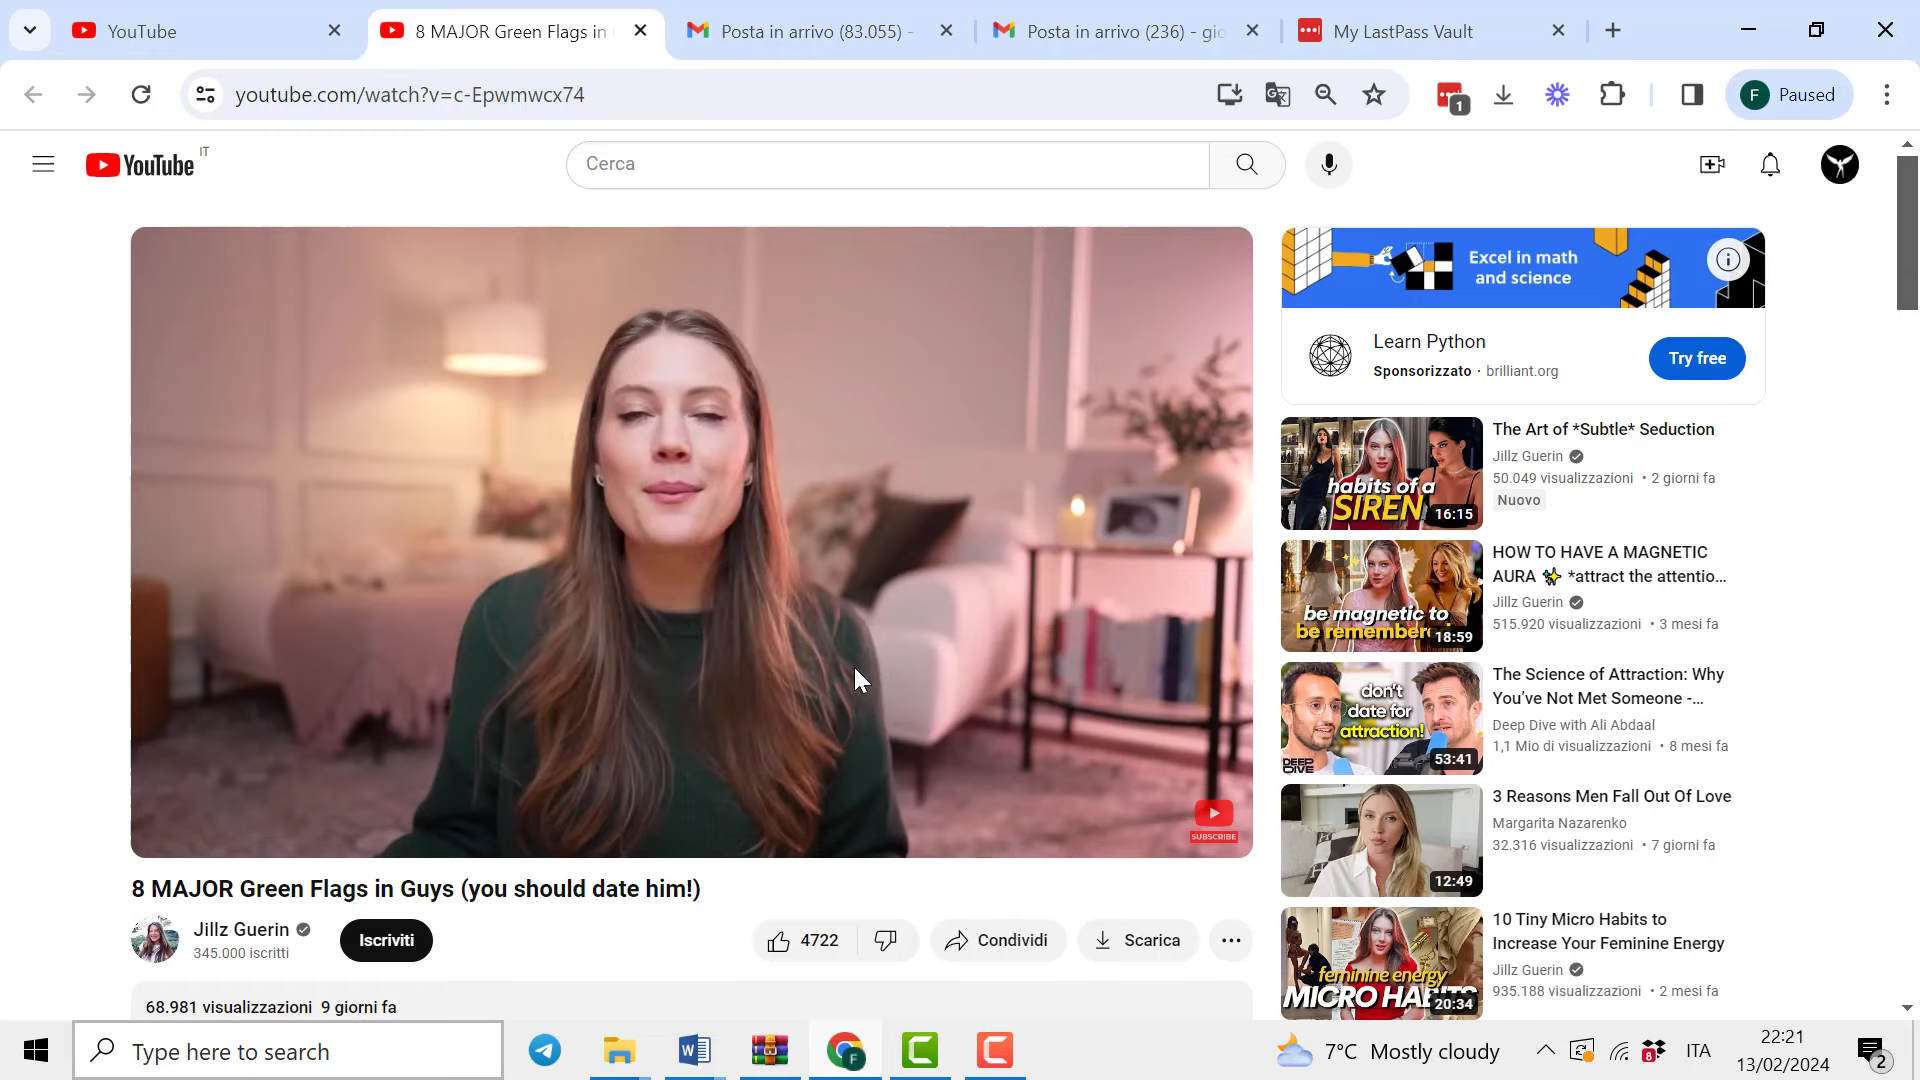 YouTube
8 MAJOR Green Flags in
Posta in arrivo (83.055) -
Posta in arrivo (236) - gio
My LastPass Vault
youtube.com/watch?v=c-Epwmwcx74
1
F
Paused
YouTube
IT
Cerca
Excel in math
and science
Learn Python
Sponsorizzato · brilliant.org
Try free
habits of a
SIREN
16:15
The Art of *Subtle* Seduction
Jillz Guerin
50.049 visualizzazioni • 2 giorni fa
Nuovo
be magnetic to
18:59
HOW TO HAVE A MAGNETIC
AURA ✨ *attract the attentio...
Jillz Guerin
515.920 visualizzazioni • 3 mesi fa
don't
date for
attraction!
DEEP
DIVE
53:41
The Science of Attraction: Why
You've Not Met Someone -...
Deep Dive with Ali Abdaal
1,1 Mio di visualizzazioni • 8 mesi fa
12:49
3 Reasons Men Fall Out Of Love
Margarita Nazarenko
32.316 visualizzazioni • 7 giorni fa
feminine energy
MICRO HABITS
20:34
10 Tiny Micro Habits to
Increase Your Feminine Energy
Jillz Guerin
935.188 visualizzazioni • 2 mesi fa
SUBSCRIBE
8 MAJOR Green Flags in Guys (you should date him!)
Jillz Guerin
345.000 iscritti
Iscriviti
4722
Condividi
Scarica
68.981 visualizzazioni 9 giorni fa
Type here to search
7°C Mostly cloudy
8
ITA
22:21
13/02/2024
2